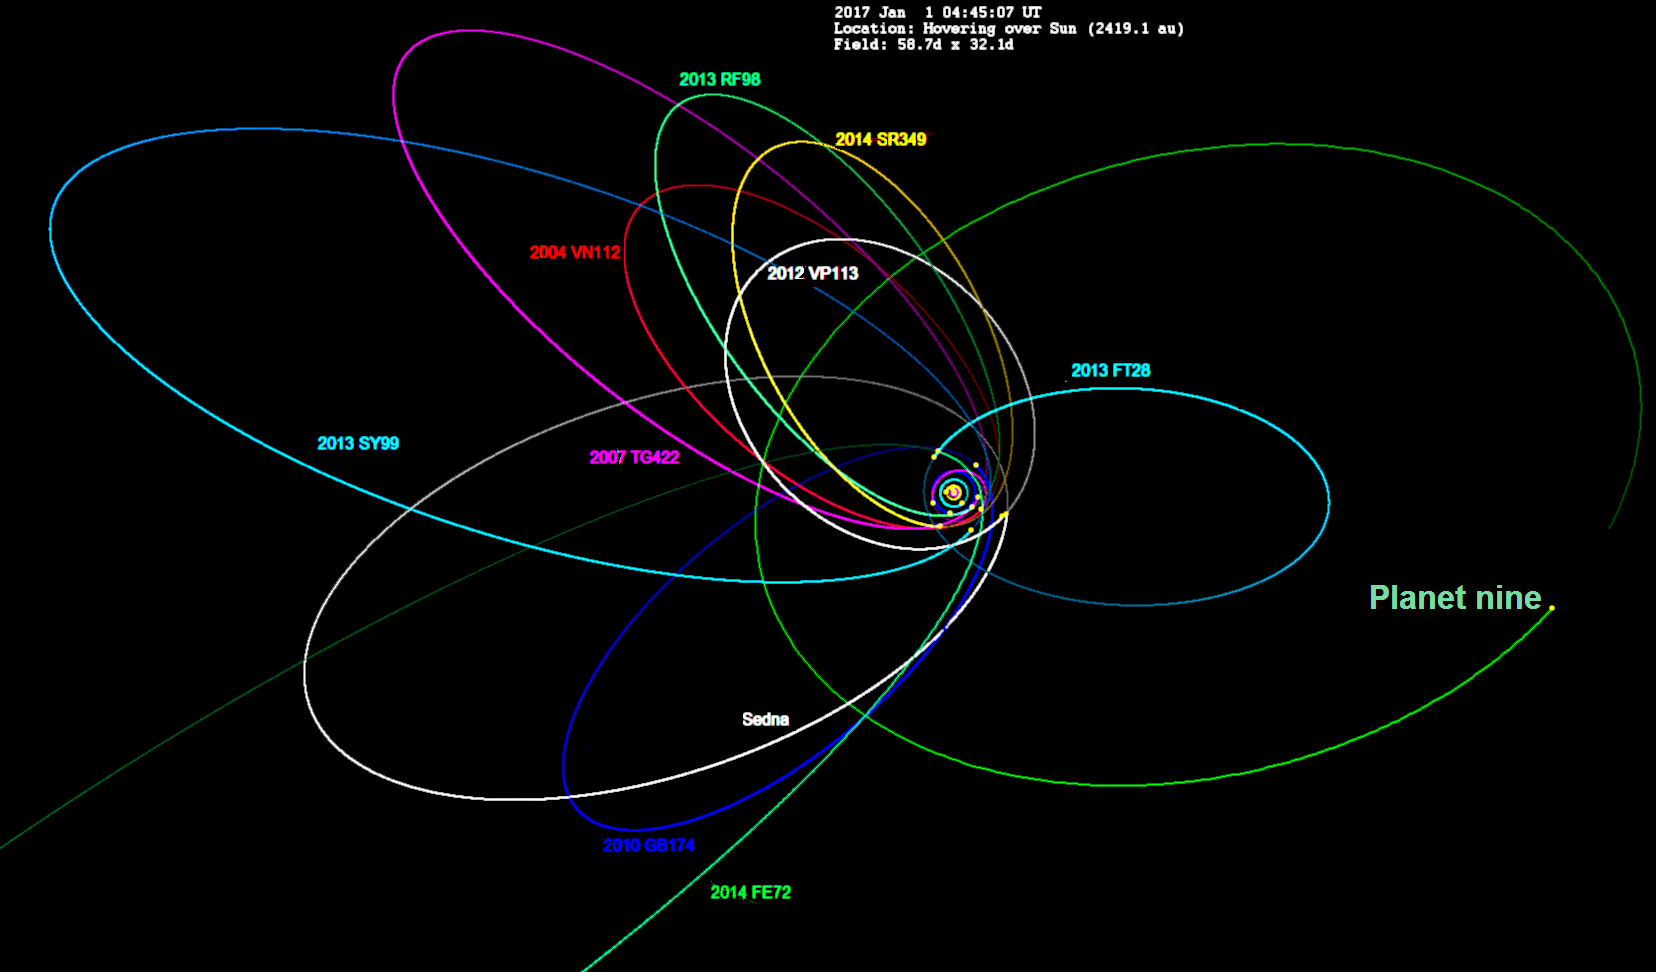 2017 Jan 1 04:45:07 UT
Location: Hovering over Sun (2419.1 au)
Field: 58.7d x 32.1d
2013 RF98
2014 SR349
2004 VN112
2012 VP113
2013 FT28
2013 SY99
2007 TG422
Planet nine
Sedna
2010 GB174
2014 FE72